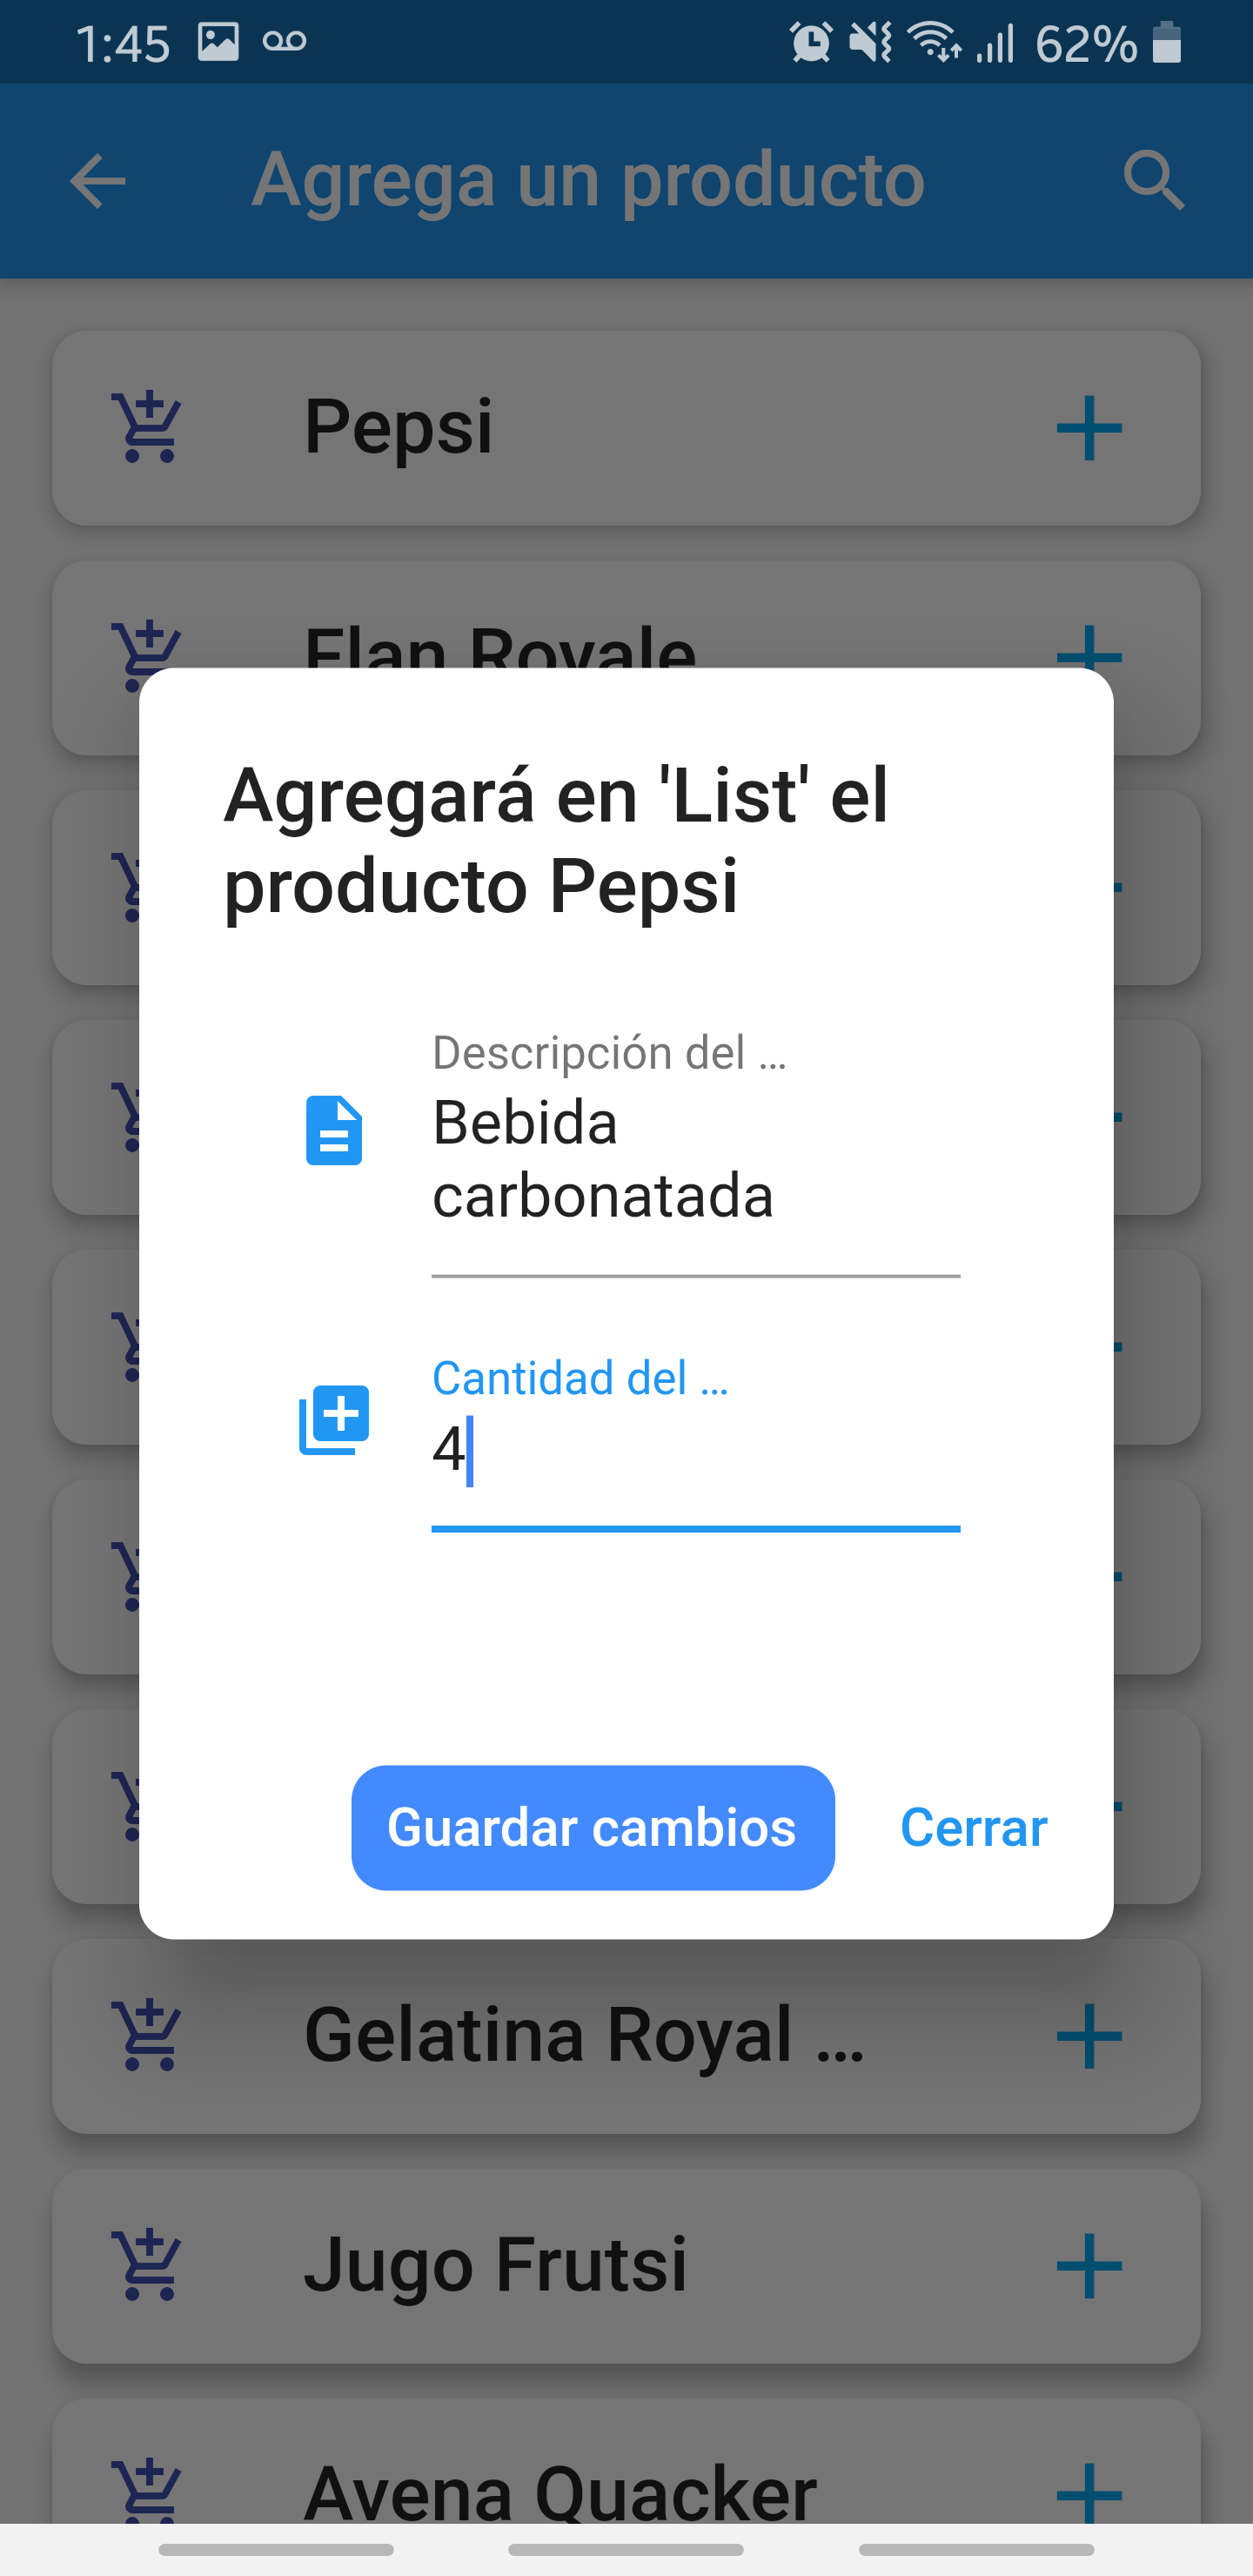 1:45
62%
Agrega un producto
Pepsi
Flan Royale
Agregará en 'List' el
producto Pepsi
Descripción del ...
Bebida
carbonatada
Cantidad del ...
4
Guardar cambios
Cerrar
Gelatina Royal ...
Jugo Frutsi
Avena Quacker